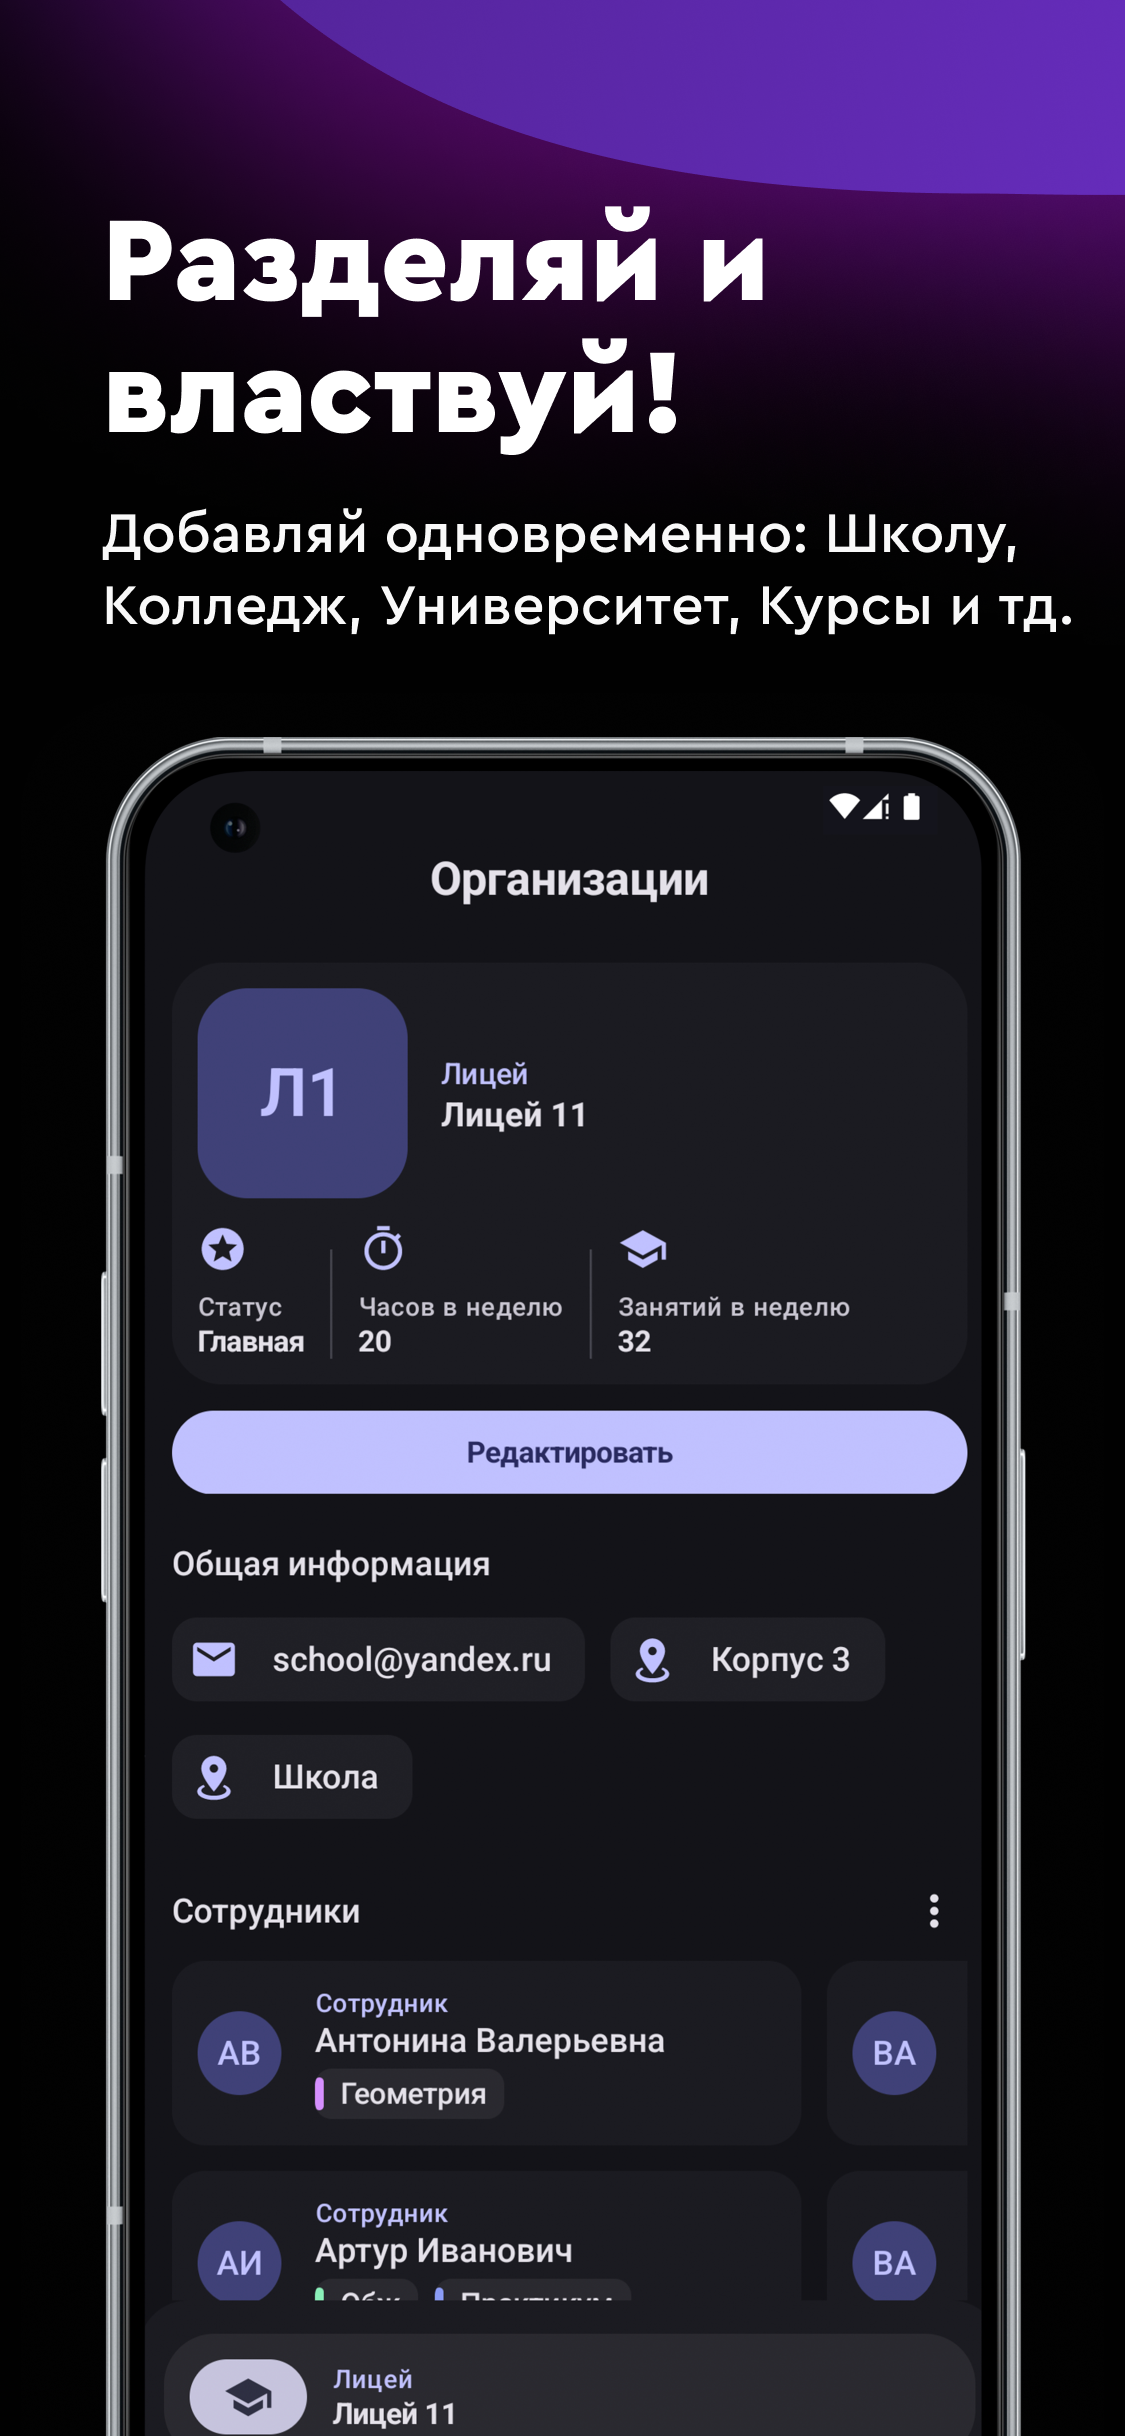 Разделяй и
властвуй!
Добавляй одновременно: Школу,
Колледж, Университет, Курсы и тд.
Организации
Л1
Лицей
Лицей 11
Статус
Главная
Часов в неделю
20
Занятий в неделю
32
Редактировать
Общая информация
school@yandex.ru
Корпус 3
Школа
Сотрудники
АВ
Сотрудник
Антонина Валерьевна
Геометрия
ВА
АИ
Сотрудник
Артур Иванович
Обж
Практикум
ВА
Лицей
Лицей 11